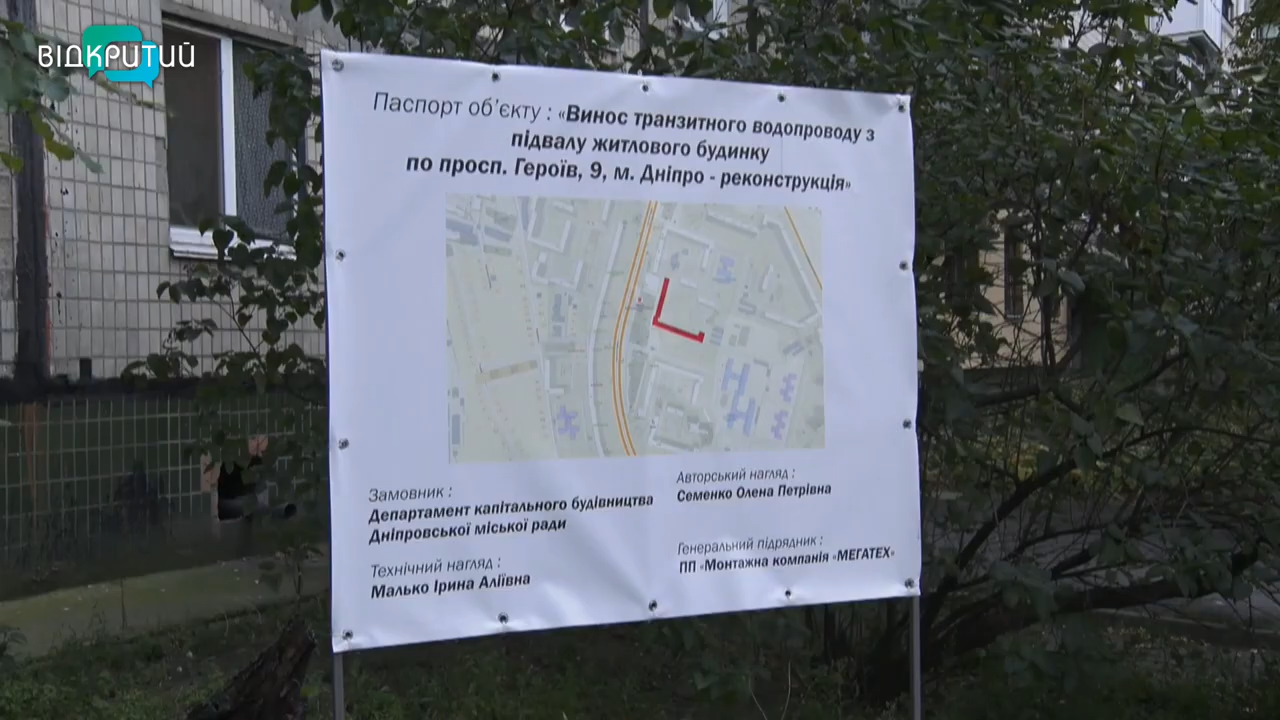 ВІДКРИТИЙ
Паспорт об'єкту : «Винос транзитного водопроводу з
підвалу житлового будинку
по просп. Героїв, 9, м. Дніпро - реконструкція»
Замовник :
Департамент капітального будівництва
Дніпровської міської ради
Технічний нагляд :
Малько Ірина Аліївна
Авторський нагляд :
Семенко Олена Петрівна
Генеральний підрядник :
ПП «Монтажна компанія «МЕГАТЕХ»